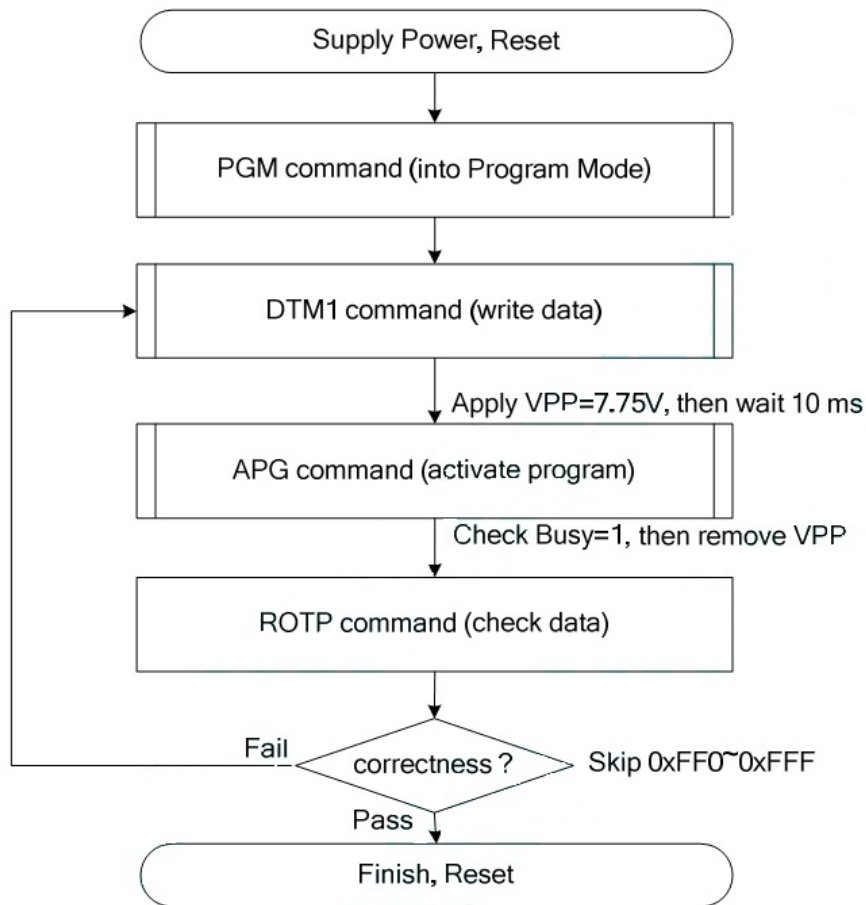 Supply Power, Reset
PGM command (into Program Mode)
DTM1 command (write data)
Apply VPP=7.75V, then wait 10 ms
APG command (activate program)
Check Busy=1, then remove VPP
ROTP command (check data)
Fail
correctness ?
Skip 0xFF0~0xFFF
Pass
Finish, Reset